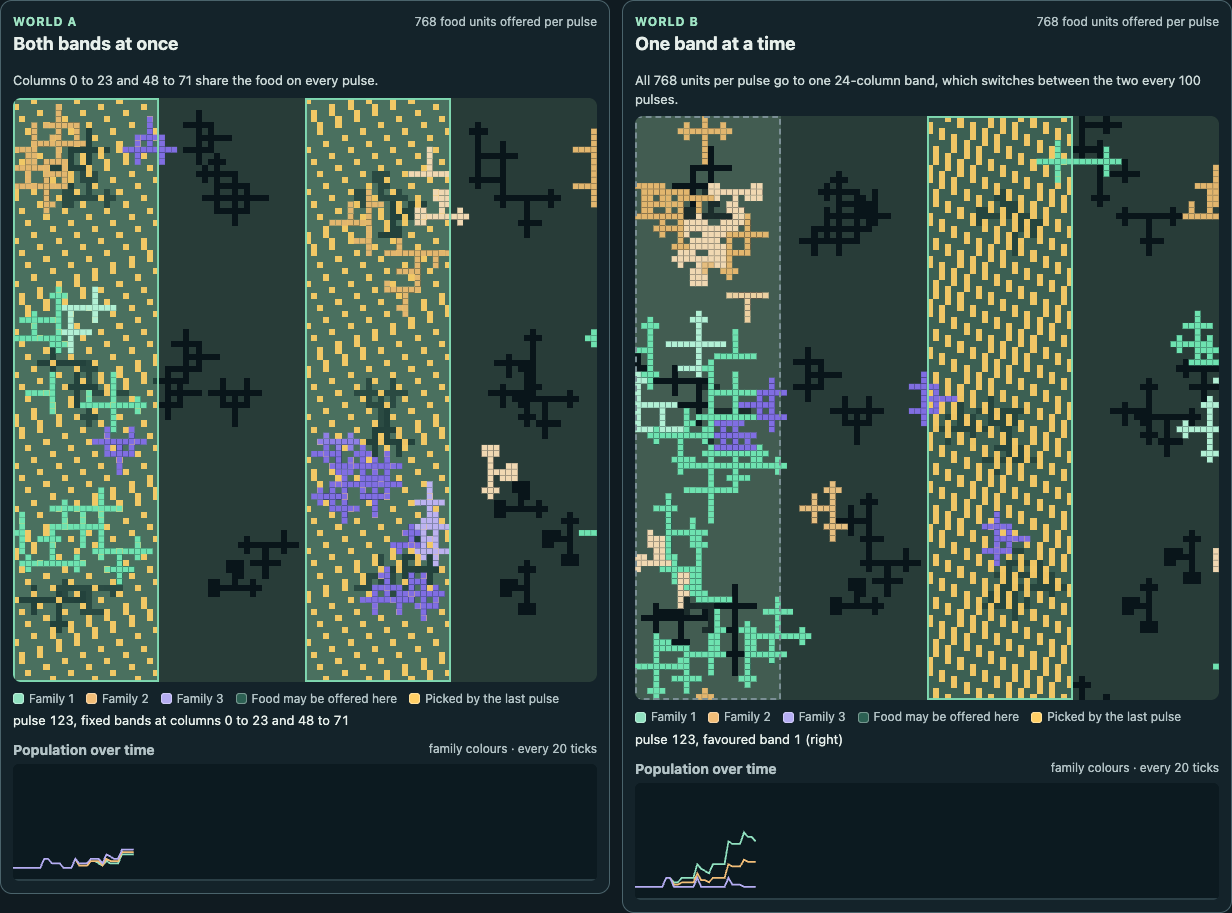 WORLD A
768 food units offered per pulse
Both bands at once
Columns 0 to 23 and 48 to 71 share the food on every pulse.
Family 1
Family 2
Family 3
Food may be offered here
Picked by the last pulse
pulse 123, fixed bands at columns 0 to 23 and 48 to 71
Population over time
family colours · every 20 ticks
WORLD B
768 food units offered per pulse
One band at a time
All 768 units per pulse go to one 24-column band, which switches between the two every 100
pulses.
Family 1
Family 2
Family 3
Food may be offered here
Picked by the last pulse
pulse 123, favoured band 1 (right)
Population over time
family colours · every 20 ticks